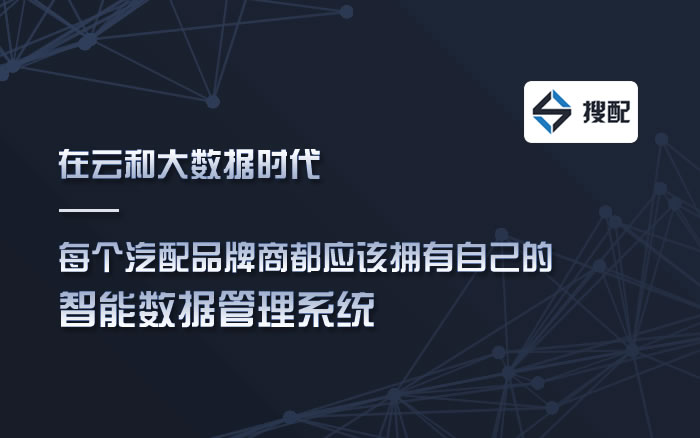 搜配
在云和大数据时代
每个汽配品牌商都应该拥有自己的
智能数据管理系统